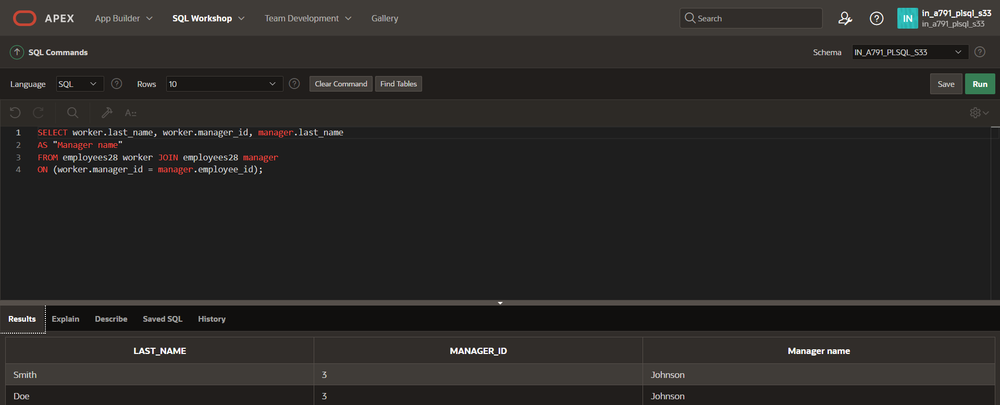 APEX App Builder SQL Workshop Team Development Gallery Search IN in_a791_plsql_s33
in_a791_plsql_s33
SQL Commands Schema IN_A791_PLSQL_S33
Language SQL Rows 10 Clear Command Find Tables Save Run
A::
1 SELECT worker.last_name, worker.manager_id, manager.last_name
2 AS "Manager name"
3 FROM employees28 worker JOIN employees28 manager
4 ON (worker.manager_id = manager.employee_id);
Results Explain Describe Saved SQL History
LAST_NAME MANAGER_ID Manager name
Smith 3 Johnson
Doe 3 Johnson